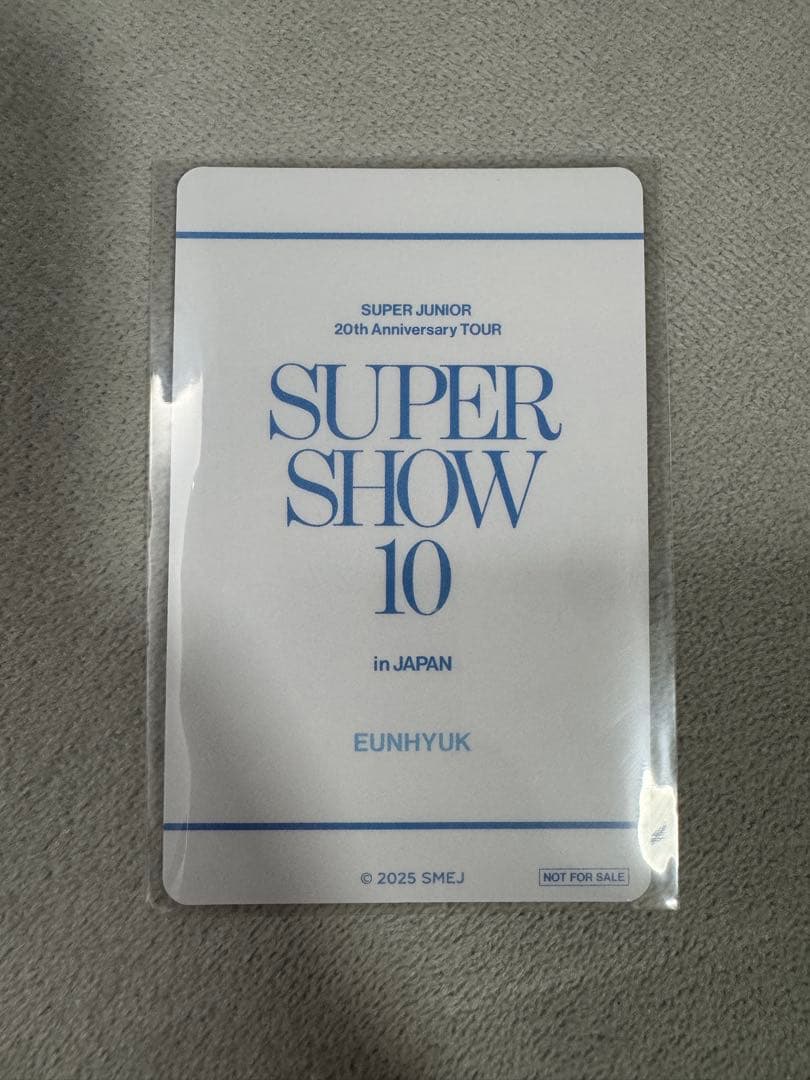 SUPER JUNIOR
20th Anniversary TOUR
SUPER
SHOW
10
in JAPAN
EUNHYUK
© 2025 SMEJ
NOT FOR SALE